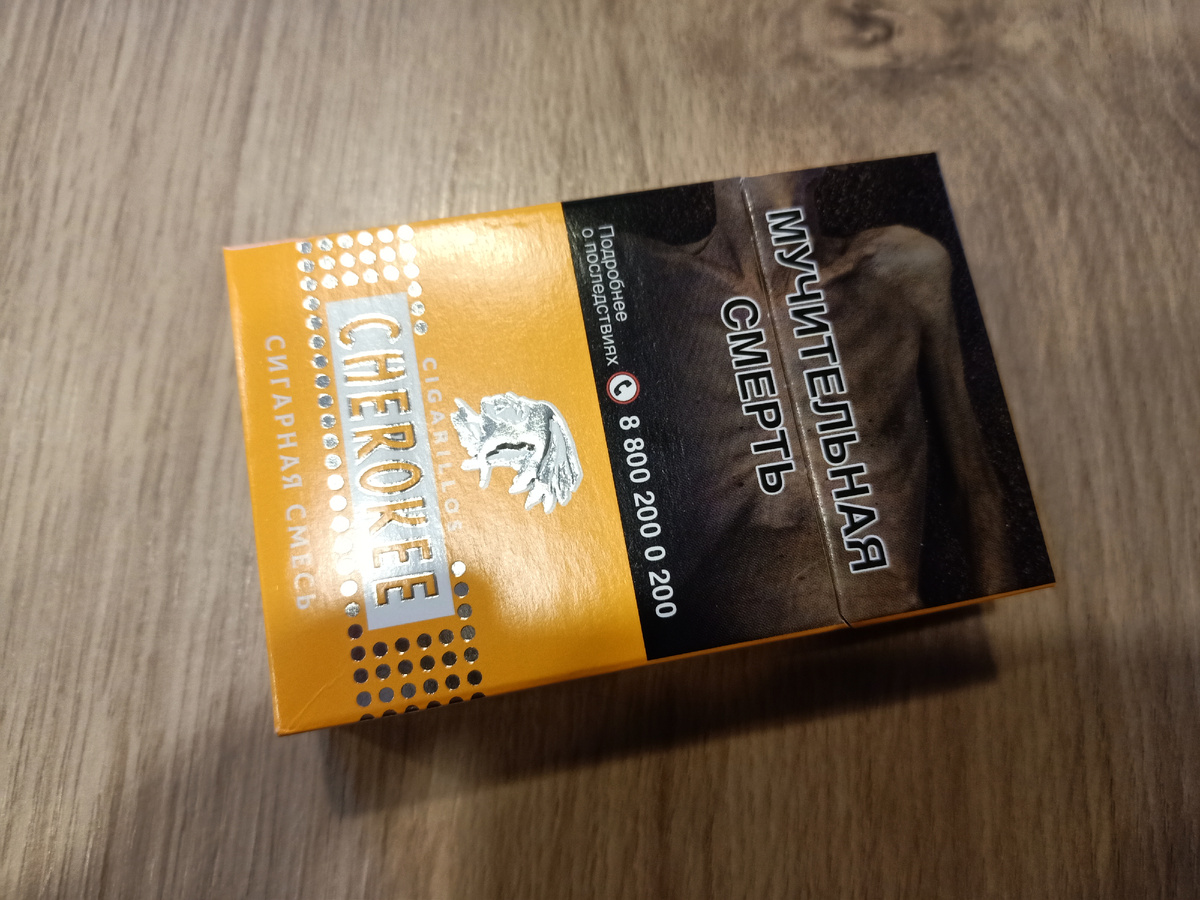 МУЧИТЕЛЬНАЯ
СМЕРТЬ
Подробнее
о последствиях 8 800 200 0 200
CIGARILLOS
CHEROKEE
СИГАРНАЯ СМЕСЬ